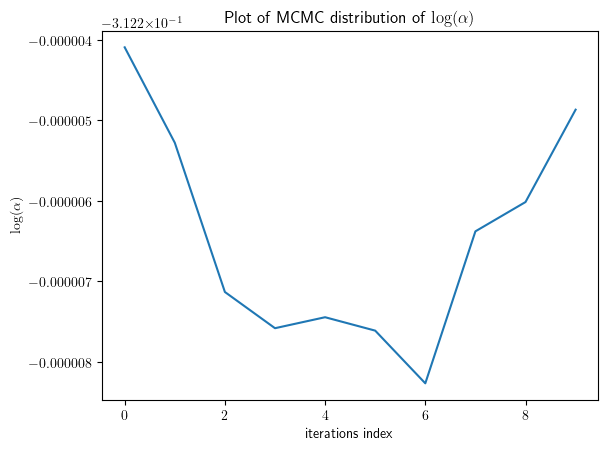 Plot of MCMC distribution of log(α)
−3.122×10⁻¹
−0.000004
−0.000005
−0.000006
−0.000007
−0.000008
log(α)
0 2 4 6 8
iterations index